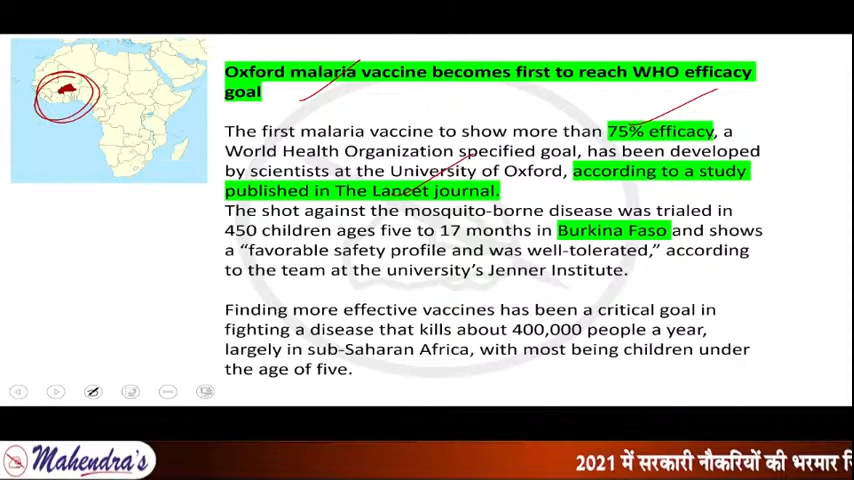 Oxford malaria vaccine becomes first to reach WHO efficacy
goal
The first malaria vaccine to show more than 75% efficacy, a
World Health Organization specified goal, has been developed
by scientists at the University of Oxford, according to a study
published in The Lancet journal.
The shot against the mosquito-borne disease was trialed in
450 children ages five to 17 months in Burkina Faso and shows
a “favorable safety profile and was well-tolerated,” according
to the team at the university’s Jenner Institute.
Finding more effective vaccines has been a critical goal in
fighting a disease that kills about 400,000 people a year,
largely in sub-Saharan Africa, with most being children under
the age of five.
Mahendra's
2021 में सरकारी नौकरियों की भरमार